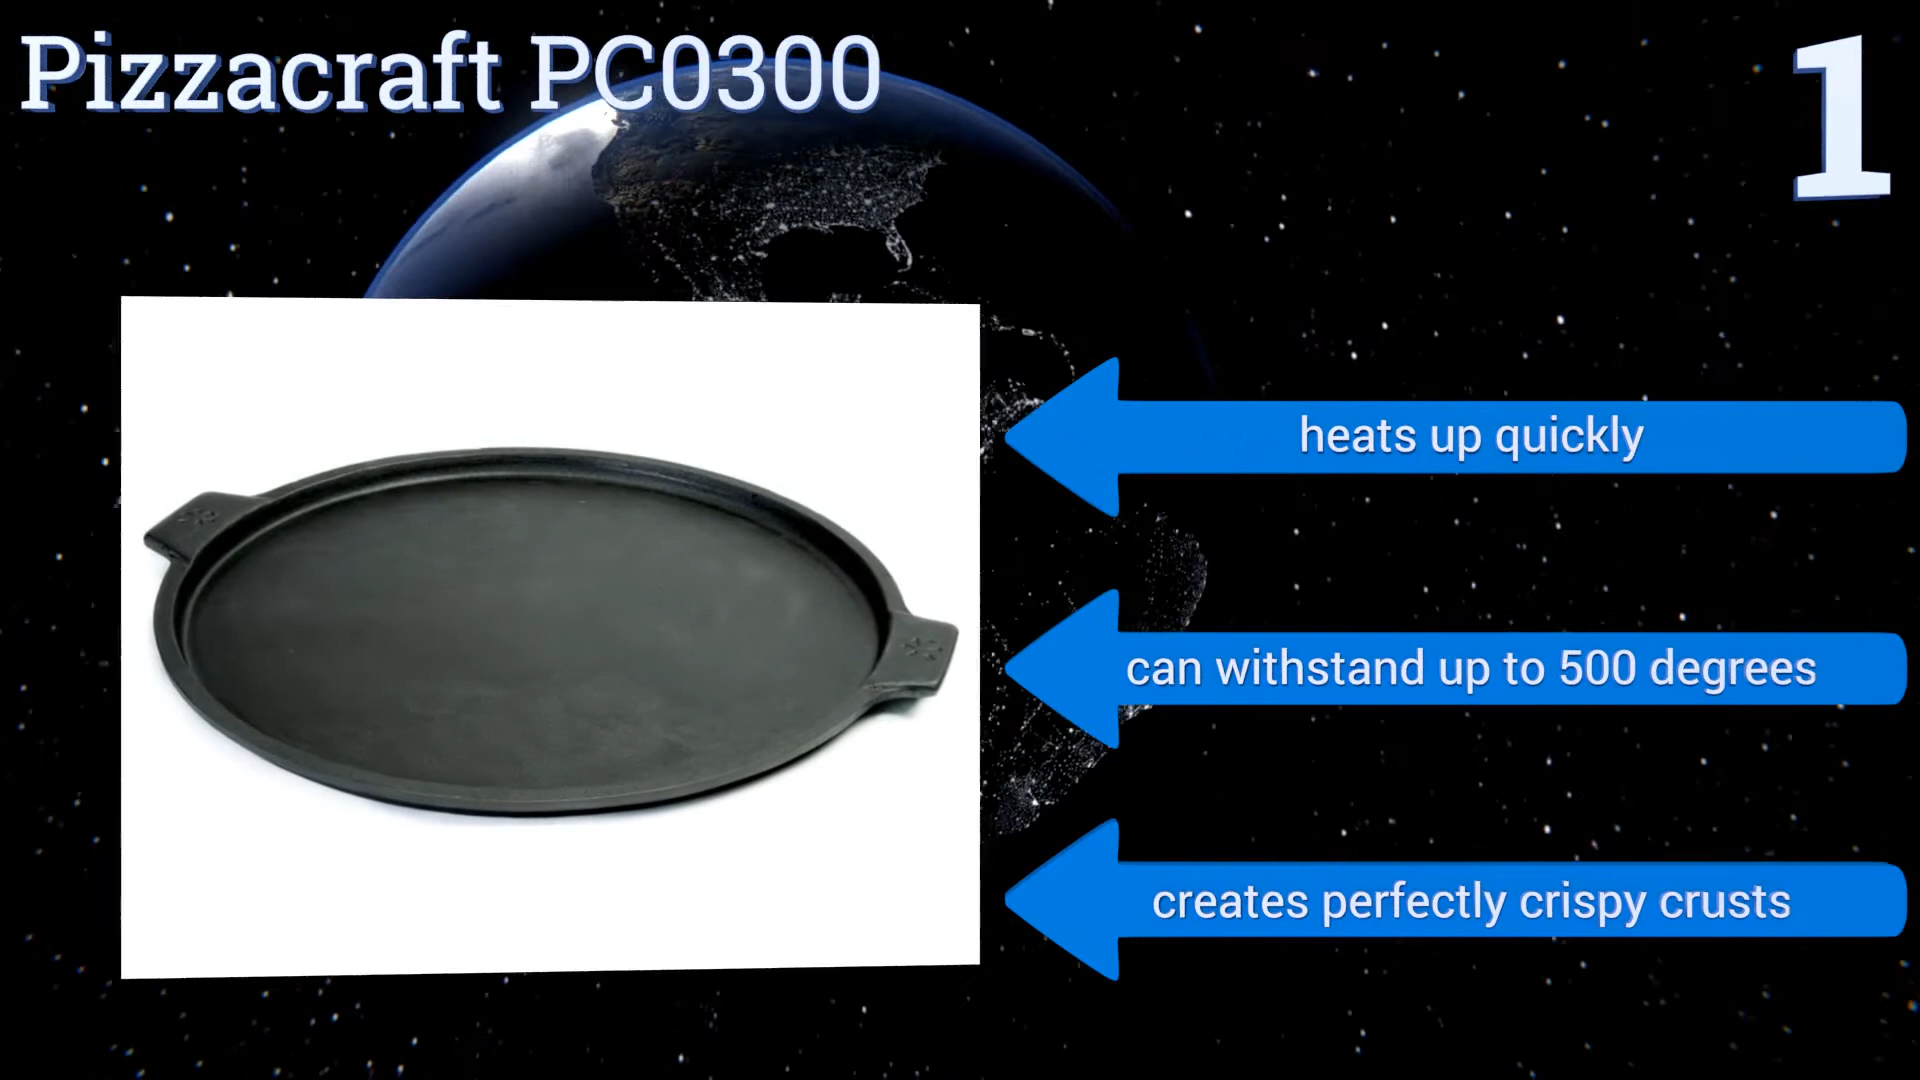 Pizzacraft PC0300
1
heats up quickly
can withstand up to 500 degrees
creates perfectly crispy crusts